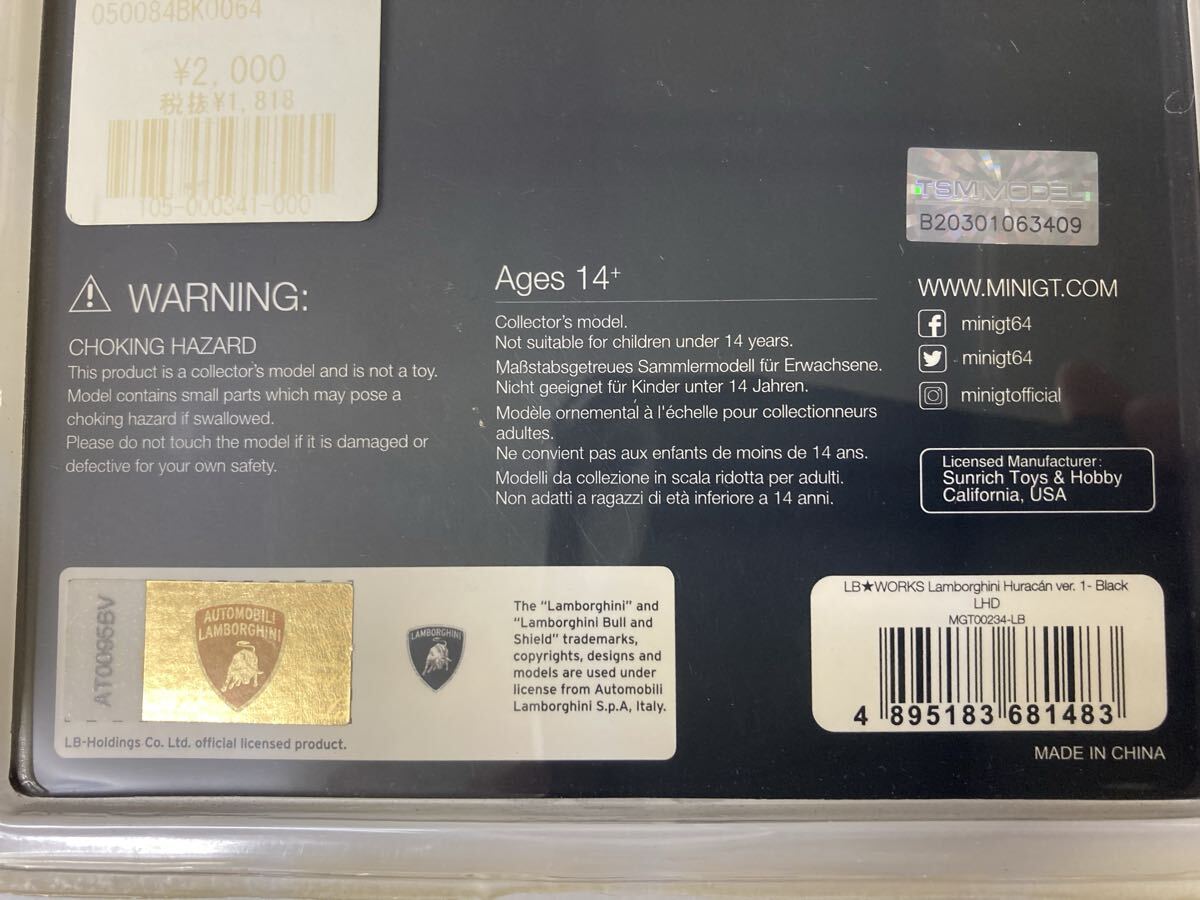 050084BK0064
¥2,000
税抜¥1,818
105-000341-000
TSM MODEL
B20301063409
WARNING:
CHOKING HAZARD
This product is a collector's model and is not a toy.
Model contains small parts which may pose a
choking hazard if swallowed.
Please do not touch the model if it is damaged or
defective for your own safety.
Ages 14+
Collector's model.
Not suitable for children under 14 years.
Maßstabsgetreues Sammlermodell für Erwachsene.
Nicht geeignet für Kinder unter 14 Jahren.
Modèle ornemental à l'échelle pour collectionneurs
adultes.
Ne convient pas aux enfants de moins de 14 ans.
Modelli da collezione in scala ridotta per adulti.
Non adatti a ragazzi di età inferiore a 14 anni.
WWW.MINIGT.COM
minigt64
minigt64
minigtofficial
Licensed Manufacturer:
Sunrich Toys & Hobby
California, USA
AT0095BV
AUTOMOBILI
LAMBORGHINI
LAMBORGHINI
The "Lamborghini" and
"Lamborghini Bull and
Shield" trademarks,
copyrights, designs and
models are used under
license from Automobili
Lamborghini S.p.A, Italy.
LB-Holdings Co. Ltd. official licensed product.
LB★WORKS Lamborghini Huracán ver. 1- Black
LHD
MGT00234-LB
4 895183 681483
MADE IN CHINA